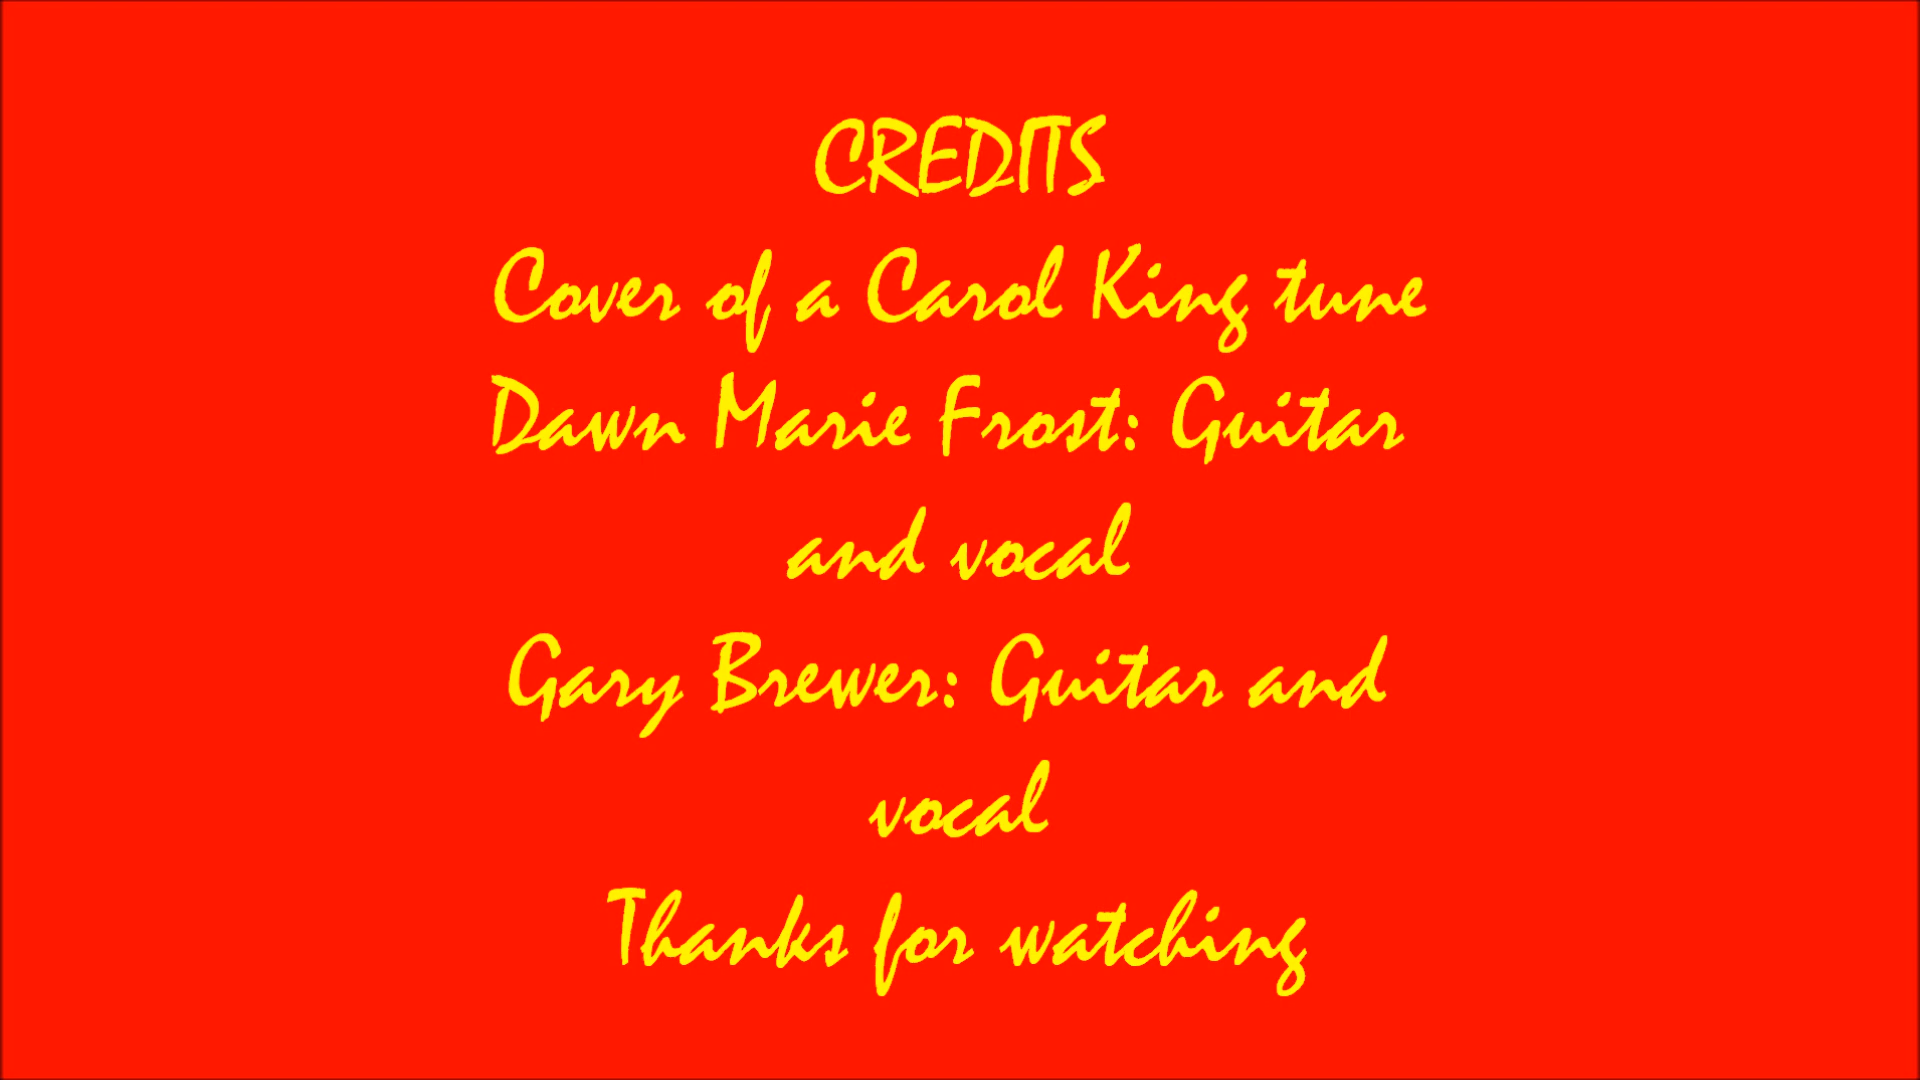 CREDITS
Cover of a Carol King tune
Dawn Marie Frost: Guitar
and vocal
Gary Brewer: Guitar and
vocal
Thanks for watching